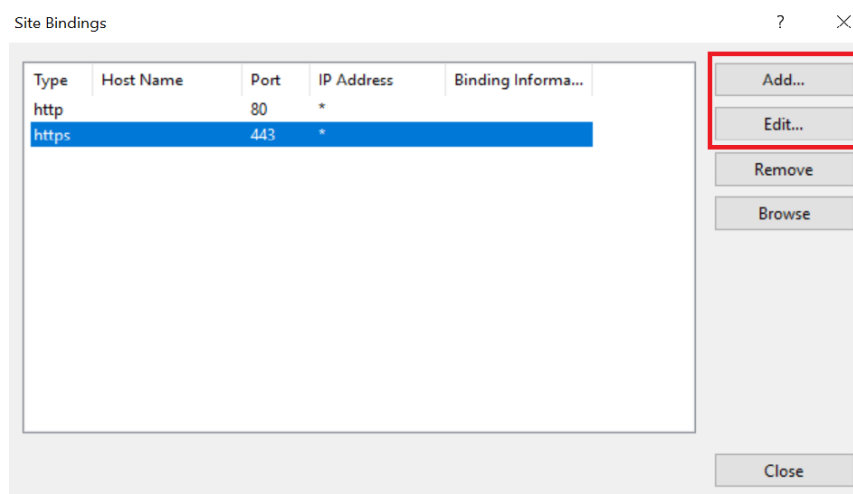 Site Bindings ?
Type Host Name Port IP Address Binding Informa...
http 80 *
https 443 *
Add...
Edit...
Remove
Browse
Close